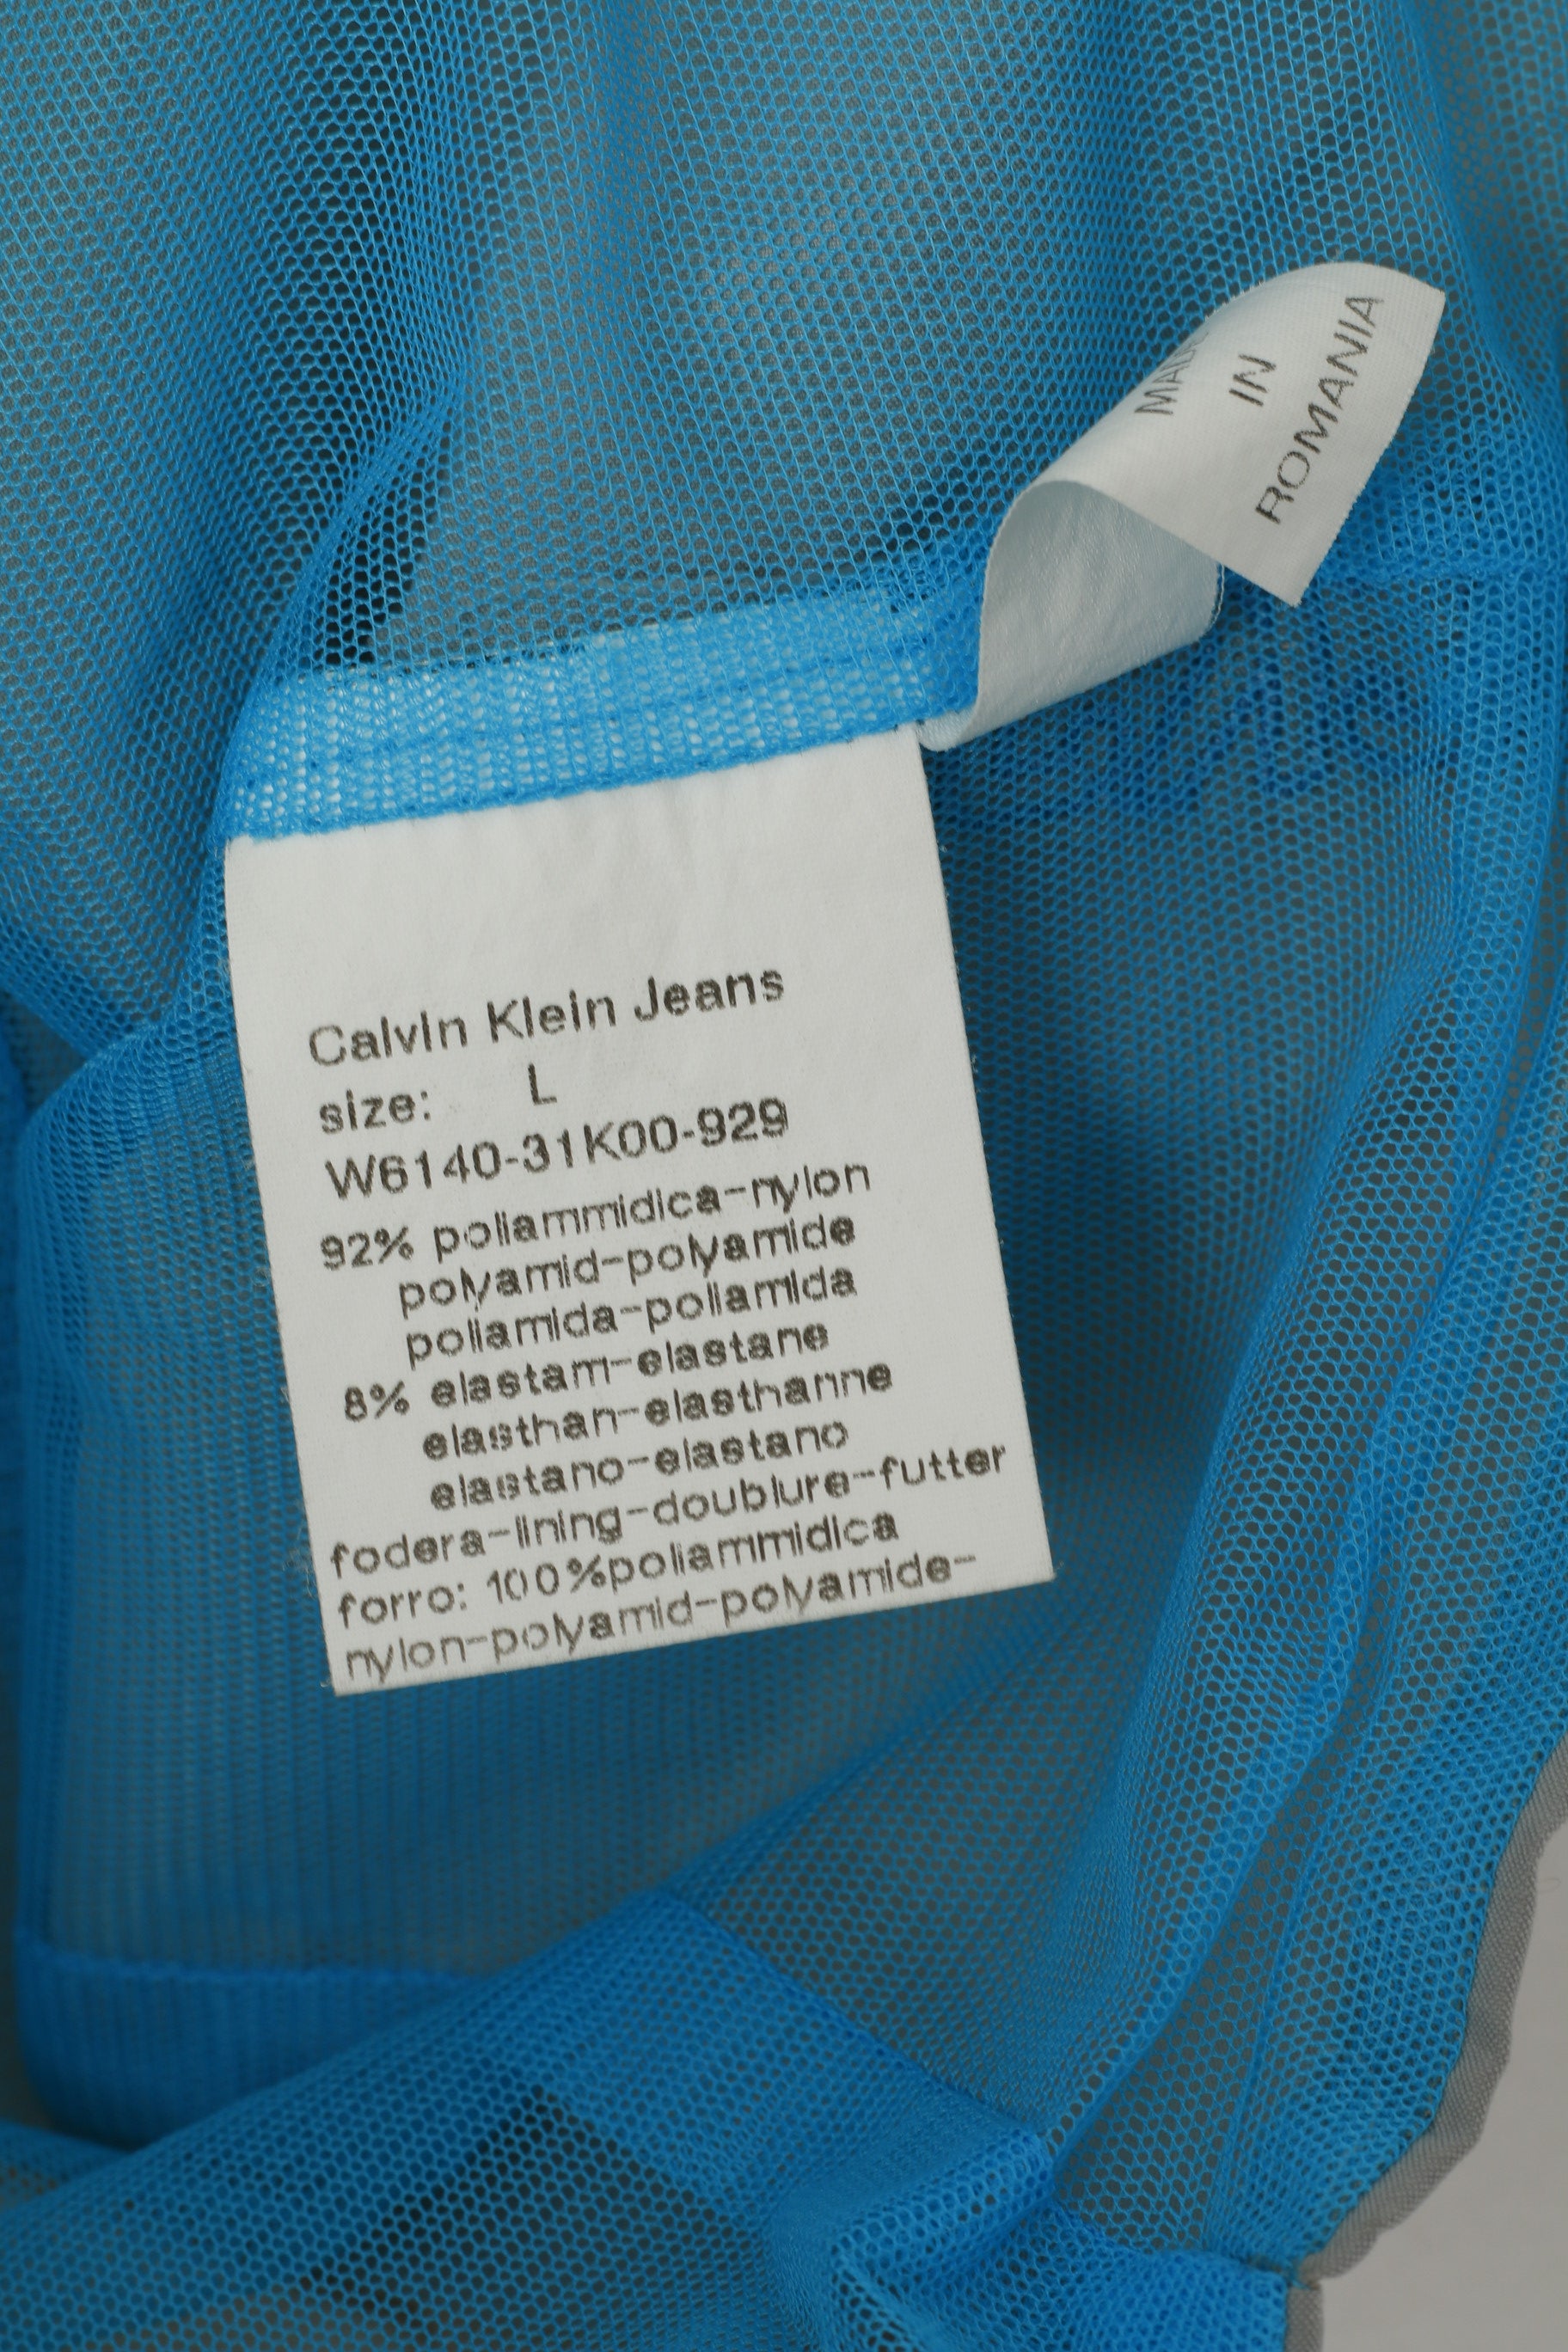 MADE
IN
ROMANIA
Calvin Klein Jeans
size: L
W6140-31K00-929
92% poliammidica-nylon
polyamid-polyamide
poliamida-poliamida
8% elastam-elastane
elasthan-elasthanne
elastano-elastano
fodera-lining-doublure-futter
forro: 100%poliammidica
nylon-polyamid-polyamide-